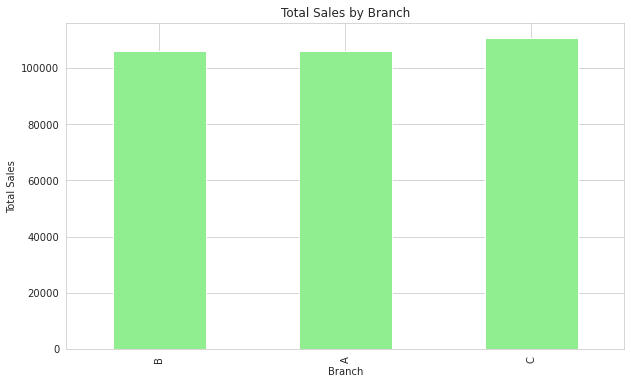 Total Sales by Branch
Total Sales
100000
80000
60000
40000
20000
0
B
A
C
Branch